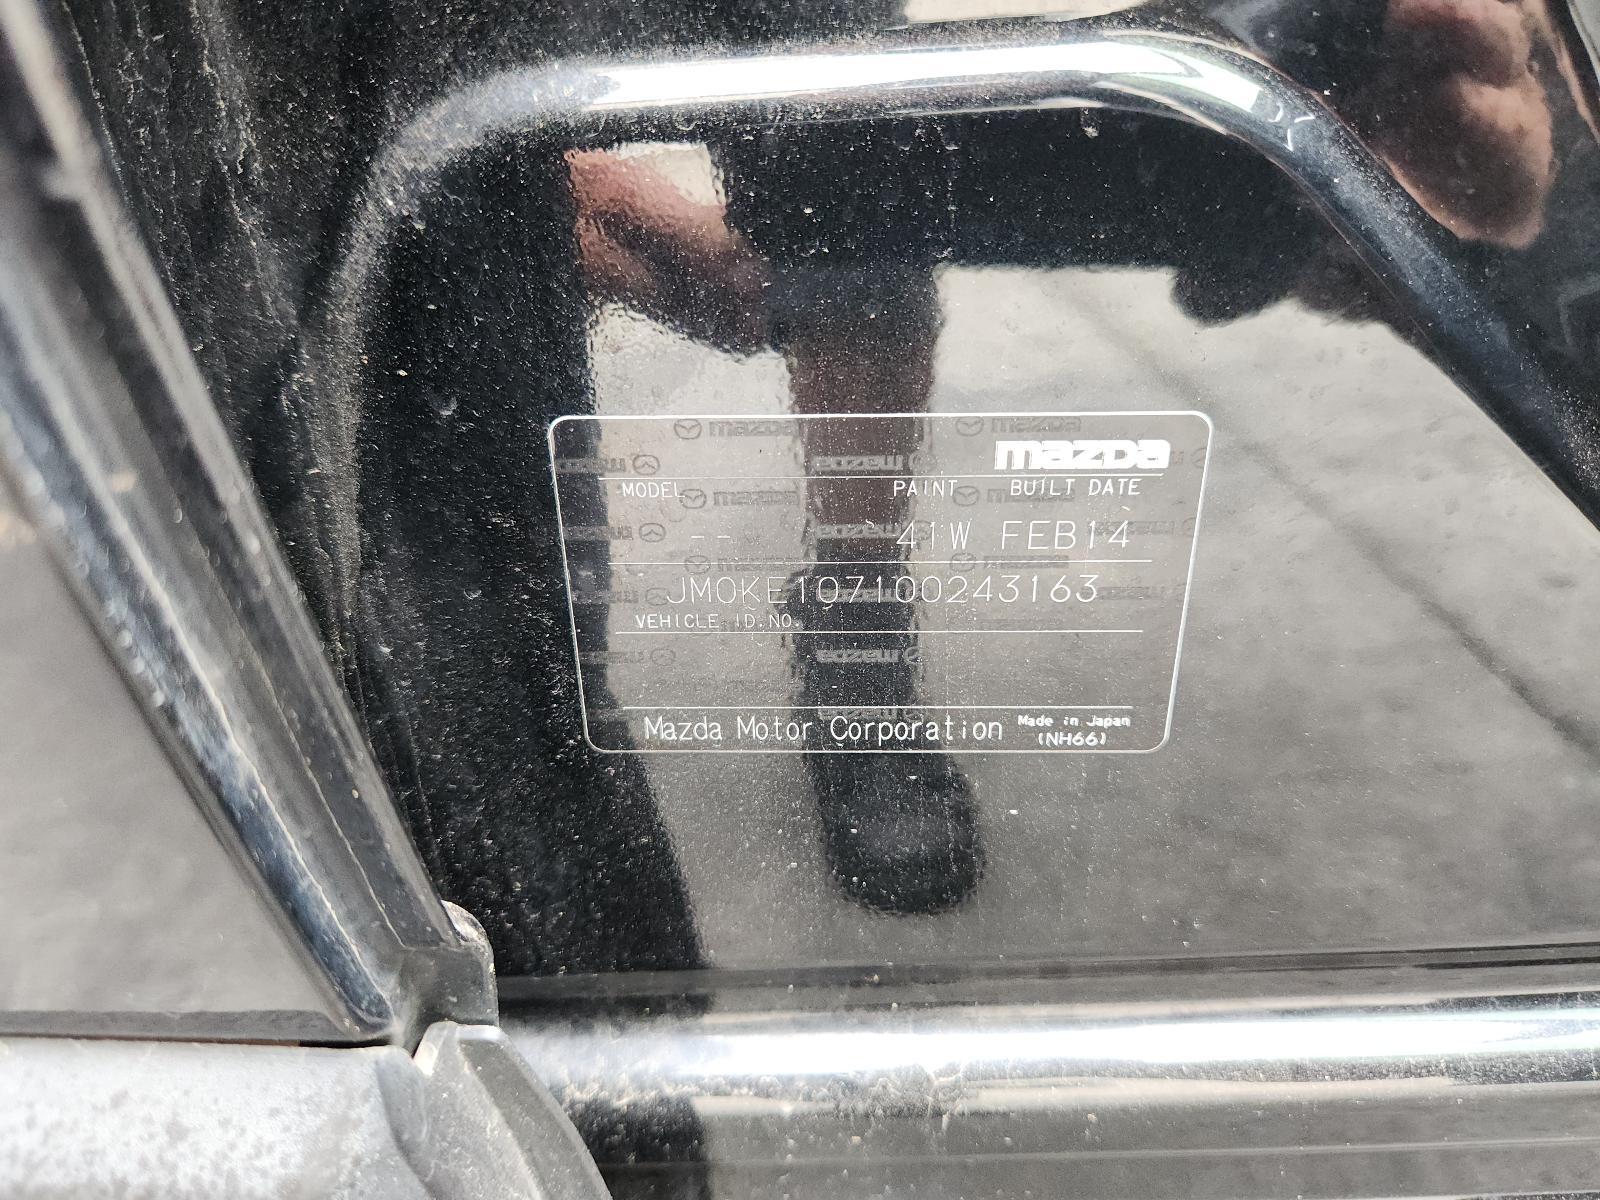 mazda
MODEL PAINT BUILT DATE
-- 41W FEB14
JM0KE107100243163
VEHICLE ID.NO.
Mazda Motor Corporation Made in Japan
(NH66)